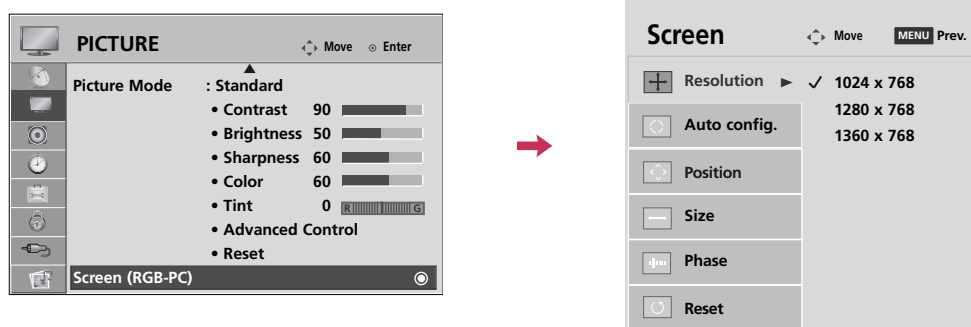 PICTURE
Move Enter
Picture Mode : Standard
• Contrast 90
• Brightness 50
• Sharpness 60
• Color 60
• Tint 0 R G
• Advanced Control
• Reset
Screen (RGB-PC)
Screen
Move MENU Prev.
Resolution ► ✓ 1024 x 768
1280 x 768
1360 x 768
Auto config.
Position
Size
Phase
Reset